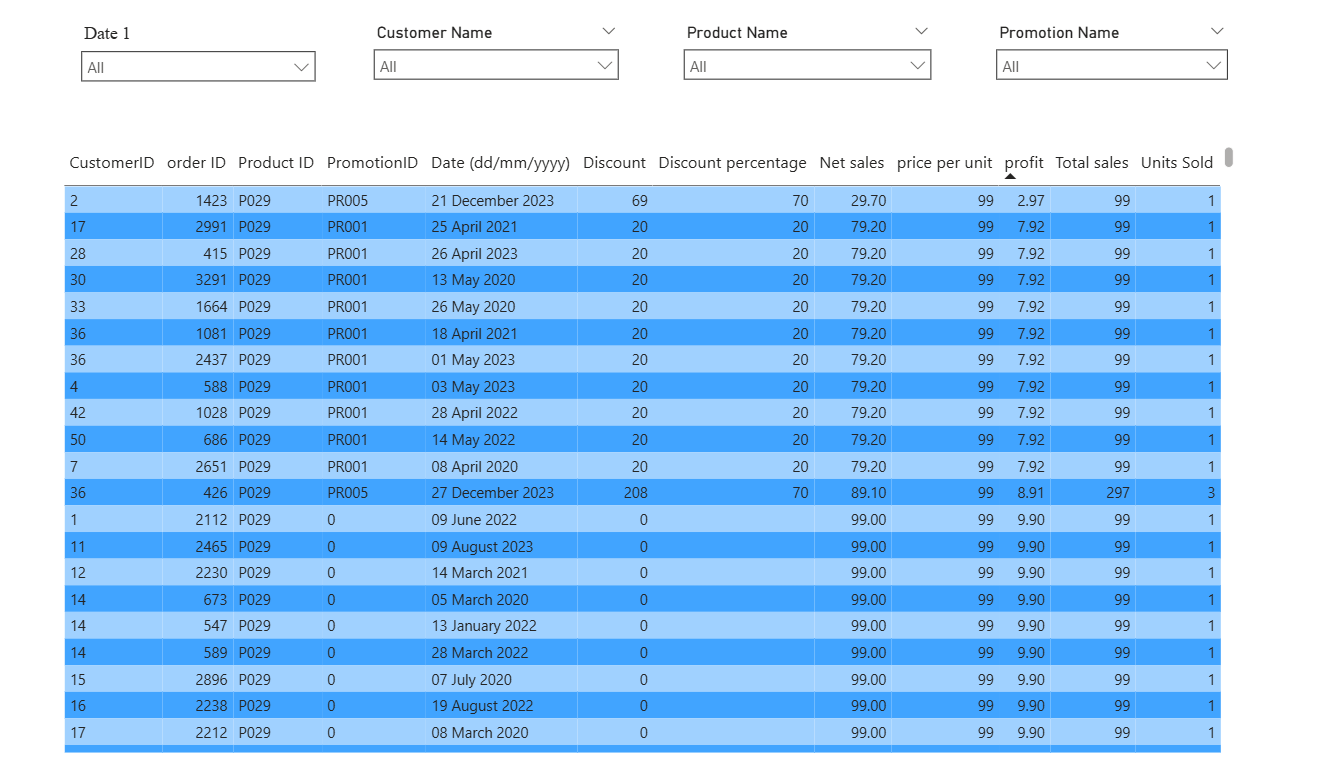 Date 1 Customer Name Product Name Promotion Name
All All All All
CustomerID order ID Product ID PromotionID Date (dd/mm/yyyy) Discount Discount percentage Net sales price per unit profit Total sales Units Sold
2 1423 P029 PR005 21 December 2023 69 70 29.70 99 2.97 99 1
17 2991 P029 PR001 25 April 2021 20 20 79.20 99 7.92 99 1
28 415 P029 PR001 26 April 2023 20 20 79.20 99 7.92 99 1
30 3291 P029 PR001 13 May 2020 20 20 79.20 99 7.92 99 1
33 1664 P029 PR001 26 May 2020 20 20 79.20 99 7.92 99 1
36 1081 P029 PR001 18 April 2021 20 20 79.20 99 7.92 99 1
36 2437 P029 PR001 01 May 2023 20 20 79.20 99 7.92 99 1
4 588 P029 PR001 03 May 2023 20 20 79.20 99 7.92 99 1
42 1028 P029 PR001 28 April 2022 20 20 79.20 99 7.92 99 1
50 686 P029 PR001 14 May 2022 20 20 79.20 99 7.92 99 1
7 2651 P029 PR001 08 April 2020 20 20 79.20 99 7.92 99 1
36 426 P029 PR005 27 December 2023 208 70 89.10 99 8.91 297 3
1 2112 P029 0 09 June 2022 0 99.00 99 9.90 99 1
11 2465 P029 0 09 August 2023 0 99.00 99 9.90 99 1
12 2230 P029 0 14 March 2021 0 99.00 99 9.90 99 1
14 673 P029 0 05 March 2020 0 99.00 99 9.90 99 1
14 547 P029 0 13 January 2022 0 99.00 99 9.90 99 1
14 589 P029 0 28 March 2022 0 99.00 99 9.90 99 1
15 2896 P029 0 07 July 2020 0 99.00 99 9.90 99 1
16 2238 P029 0 19 August 2022 0 99.00 99 9.90 99 1
17 2212 P029 0 08 March 2020 0 99.00 99 9.90 99 1